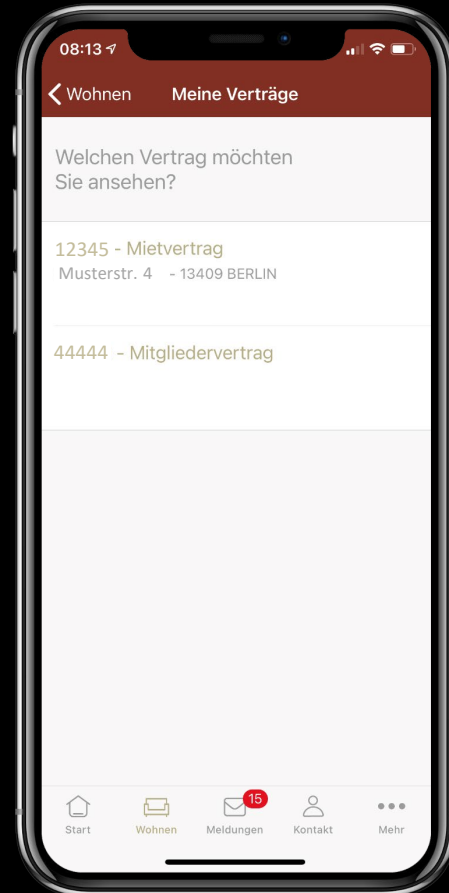 08:13
Wohnen Meine Verträge
Welchen Vertrag möchten
Sie ansehen?
12345 - Mietvertrag
Musterstr. 4 - 13409 BERLIN
44444 - Mitgliedervertrag
15
Start Wohnen Meldungen Kontakt Mehr